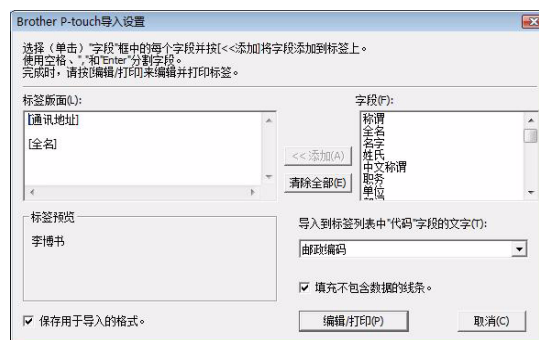 Brother P-touch导入设置
选择（单击）"字段"框中的每个字段并按[<<添加]将字段添加到标签上。
使用空格、","和"Enter"分割字段。
完成时，请按[编辑/打印]来编辑并打印标签。
标签版面(L):
[通讯地址]
[全名]
<< 添加(A)
清除全部(E)
字段(F):
称谓
全名
名字
姓氏
中文称谓
职务
单位
标签预览
李博书
导入到标签列表中"代码"字段的文字(T):
邮政编码
填充不包含数据的线条。
保存用于导入的格式。
编辑/打印(P)
取消(C)